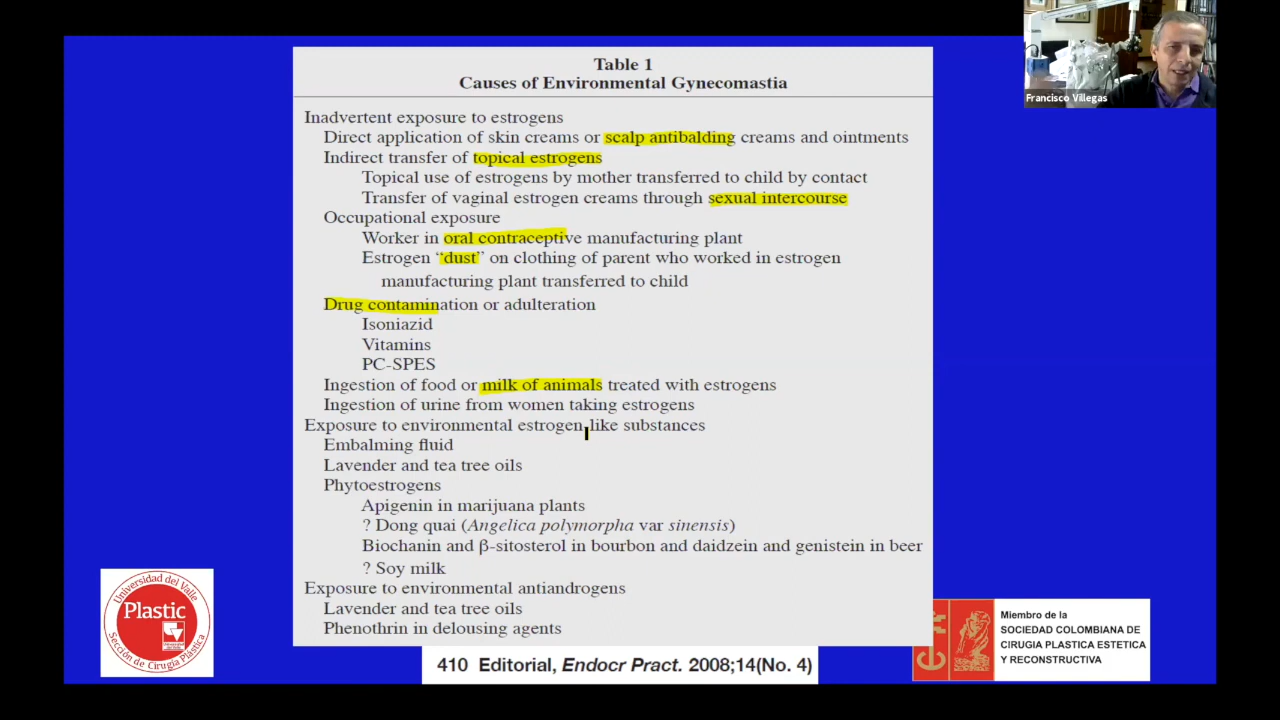 Table 1
Causes of Environmental Gynecomastia
Inadvertent exposure to estrogens
Direct application of skin creams or scalp antibalding creams and ointments
Indirect transfer of topical estrogens
Topical use of estrogens by mother transferred to child by contact
Transfer of vaginal estrogen creams through sexual intercourse
Occupational exposure
Worker in oral contraceptive manufacturing plant
Estrogen “dust” on clothing of parent who worked in estrogen
manufacturing plant transferred to child
Drug contamination or adulteration
Isoniazid
Vitamins
PC-SPES
Ingestion of food or milk of animals treated with estrogens
Ingestion of urine from women taking estrogens
Exposure to environmental estrogen-like substances
Embalming fluid
Lavender and tea tree oils
Phytoestrogens
Apigenin in marijuana plants
? Dong quai (Angelica polymorpha var sinensis)
Biochanin and β-sitosterol in bourbon and daidzein and genistein in beer
? Soy milk
Exposure to environmental antiandrogens
Lavender and tea tree oils
Phenothrin in delousing agents
410 Editorial, Endocr Pract. 2008;14(No. 4)
Francisco Villegas
Universidad del Valle
Plastic
Sección de Cirugía Plástica
Miembro de la
SOCIEDAD COLOMBIANA DE
CIRUGIA PLASTICA ESTETICA
Y RECONSTRUCTIVA